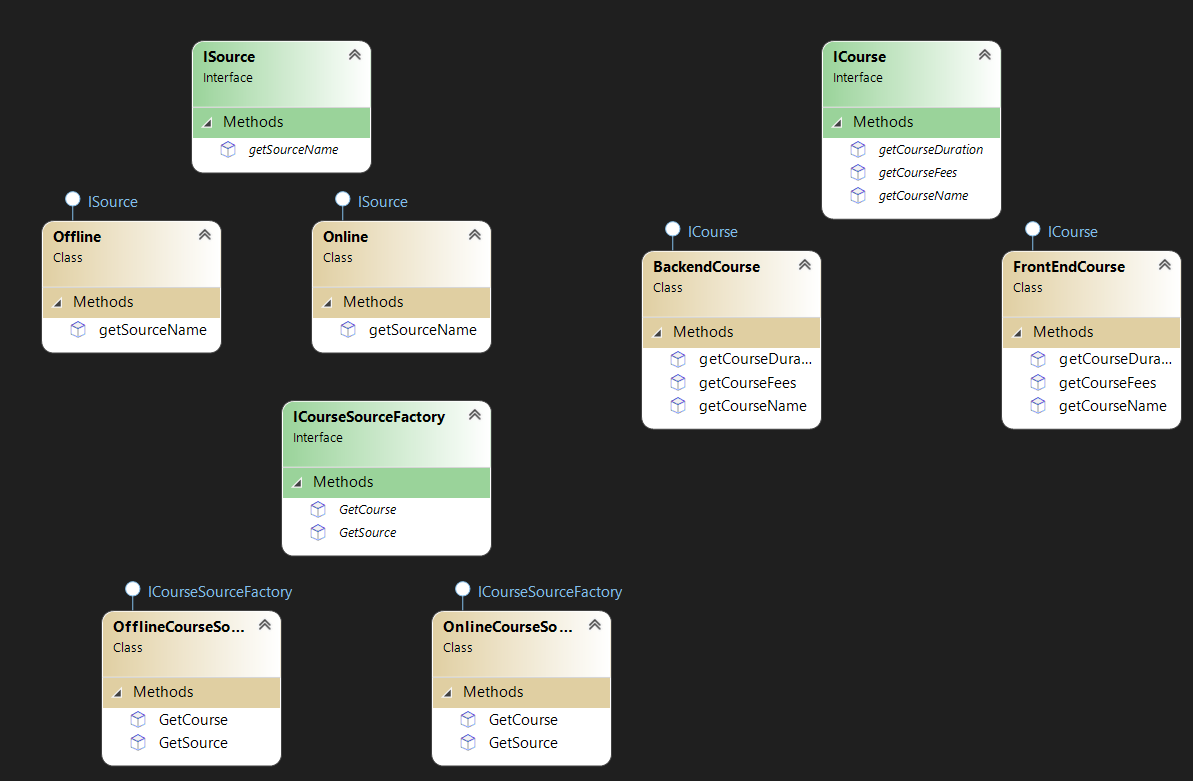 ISource
Interface
Methods
getSourceName
ICourse
Interface
Methods
getCourseDuration
getCourseFees
getCourseName
ISource
Offline
Class
Methods
getSourceName
ISource
Online
Class
Methods
getSourceName
ICourse
BackendCourse
Class
Methods
getCourseDura...
getCourseFees
getCourseName
ICourse
FrontEndCourse
Class
Methods
getCourseDura...
getCourseFees
getCourseName
ICourseSourceFactory
Interface
Methods
GetCourse
GetSource
ICourseSourceFactory
OfflineCourseSo...
Class
Methods
GetCourse
GetSource
ICourseSourceFactory
OnlineCourseSo...
Class
Methods
GetCourse
GetSource